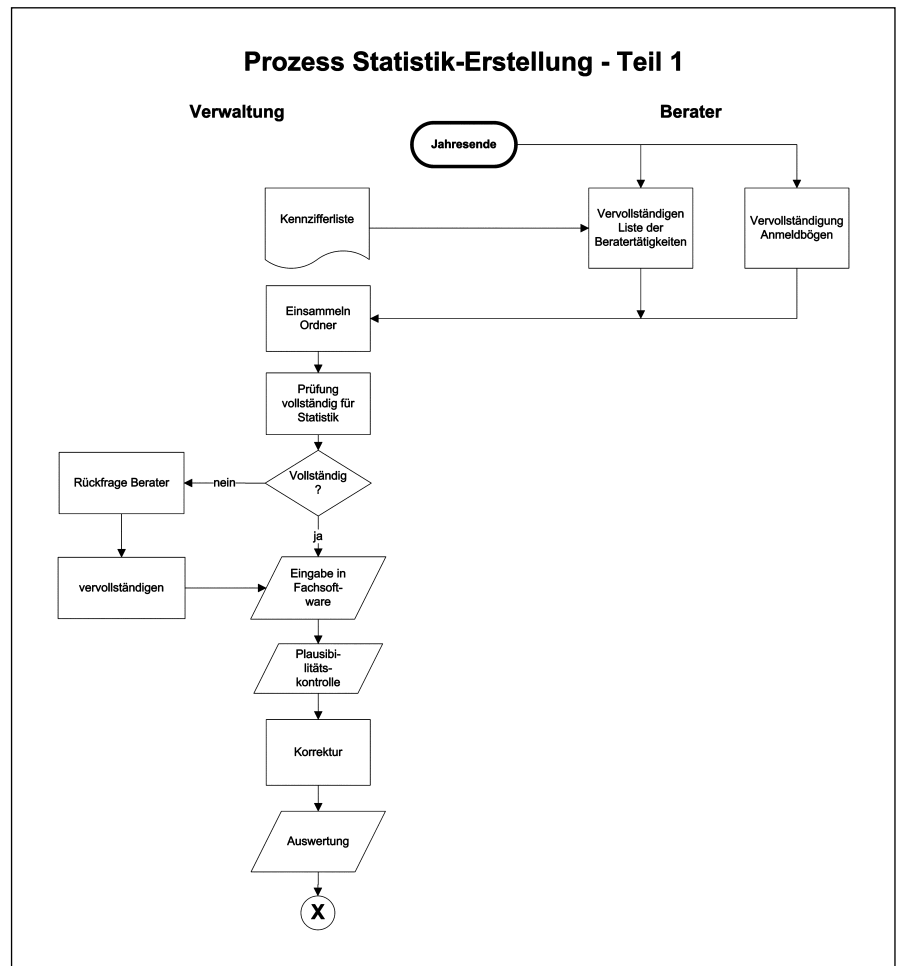 Prozess Statistik-Erstellung - Teil 1
Verwaltung
Berater
Jahresende
Kennzifferliste
Vervollständigen
Liste der
Beratertätigkeiten
Vervollständigung
Anmeldbögen
Einsammeln
Ordner
Prüfung
vollständig für
Statistik
Vollständig
?
nein
Rückfrage Berater
ja
vervollständigen
Eingabe in
Fachsoft-
ware
Plausibi-
litäts-
kontrolle
Korrektur
Auswertung
X